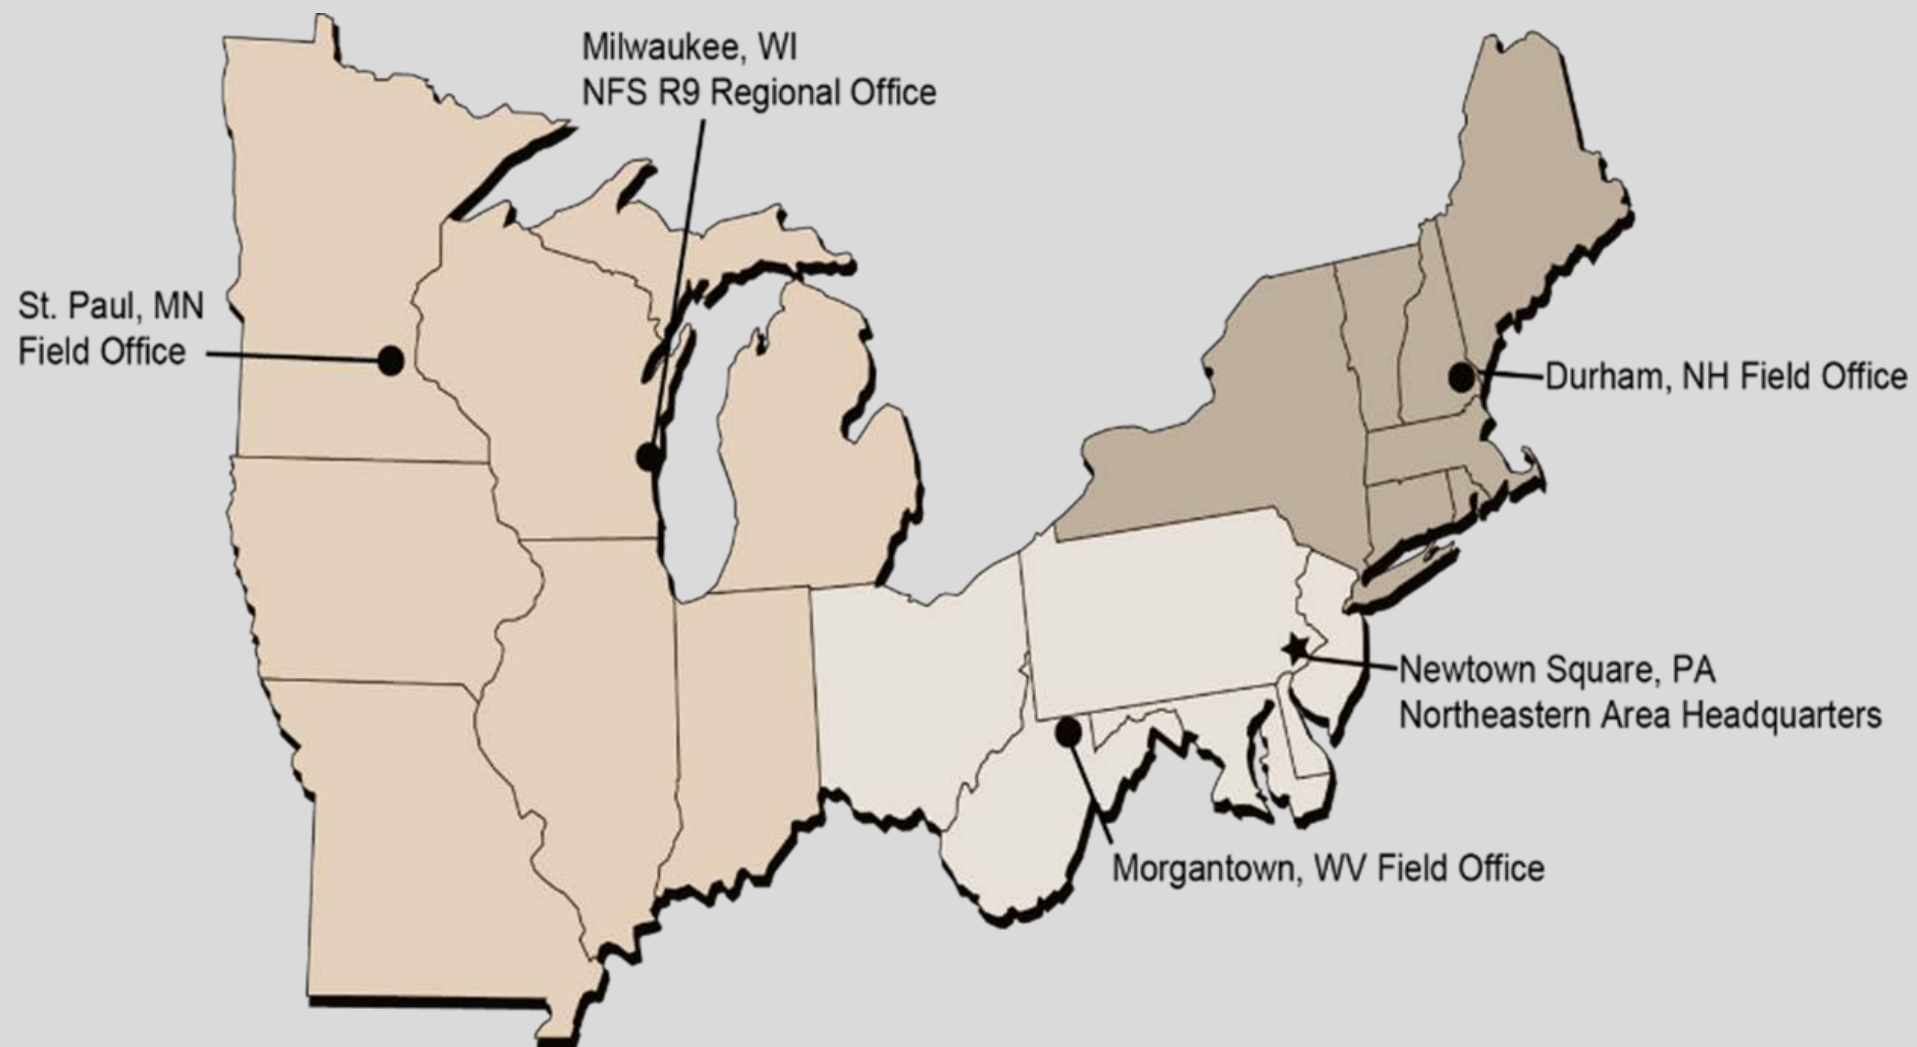 Milwaukee, WI
NFS R9 Regional Office
St. Paul, MN
Field Office
Durham, NH Field Office
Newtown Square, PA
Northeastern Area Headquarters
Morgantown, WV Field Office